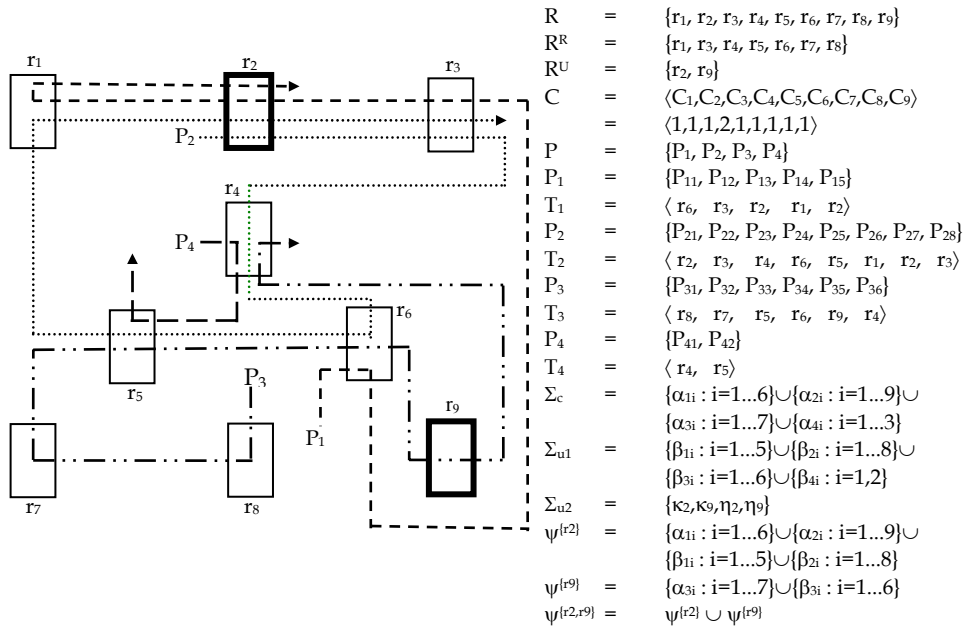 r₁
r₂
r₃
P₂
r₄
P₄
r₆
r₅
P₃
P₁
r₉
r₇
r₈
R = {r₁, r₂, r₃, r₄, r₅, r₆, r₇, r₈, r₉}
Rᴿ = {r₁, r₃, r₄, r₅, r₆, r₇, r₈}
Rᵁ = {r₂, r₉}
C = ⟨C₁,C₂,C₃,C₄,C₅,C₆,C₇,C₈,C₉⟩
= ⟨1,1,1,2,1,1,1,1,1⟩
P = {P₁, P₂, P₃, P₄}
P₁ = {P₁₁, P₁₂, P₁₃, P₁₄, P₁₅}
T₁ = ⟨ r₆, r₃, r₂, r₁, r₂⟩
P₂ = {P₂₁, P₂₂, P₂₃, P₂₄, P₂₅, P₂₆, P₂₇, P₂₈}
T₂ = ⟨ r₂, r₃, r₄, r₆, r₅, r₁, r₂, r₃⟩
P₃ = {P₃₁, P₃₂, P₃₃, P₃₄, P₃₅, P₃₆}
T₃ = ⟨ r₈, r₇, r₅, r₆, r₉, r₄⟩
P₄ = {P₄₁, P₄₂}
T₄ = ⟨ r₄, r₅⟩
Σc = {α₁ᵢ : i=1...6}∪{α₂ᵢ : i=1...9}∪
{α₃ᵢ : i=1...7}∪{α₄ᵢ : i=1...3}
Σu1 = {β₁ᵢ : i=1...5}∪{β₂ᵢ : i=1...8}∪
{β₃ᵢ : i=1...6}∪{β₄ᵢ : i=1,2}
Σu2 = {κ₂,κ₉,η₂,η₉}
ψ^{r2} = {α₁ᵢ : i=1...6}∪{α₂ᵢ : i=1...9}∪
{β₁ᵢ : i=1...5}∪{β₂ᵢ : i=1...8}
ψ^{r9} = {α₃ᵢ : i=1...7}∪{β₃ᵢ : i=1...6}
ψ^{r2,r9} = ψ^{r2} ∪ ψ^{r9}